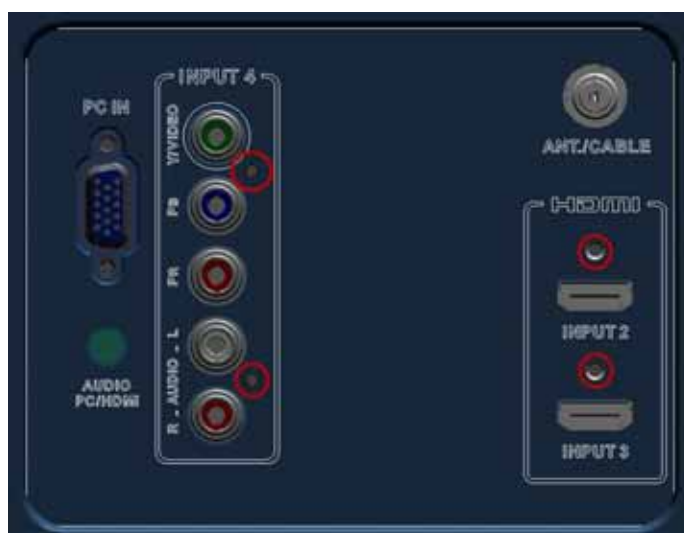 INPUT 4
PC IN
Y/VIDEO
PB
PR
R - AUDIO - L
AUDIO
PC/HDMI
ANT./CABLE
HDMI
INPUT 2
INPUT 3